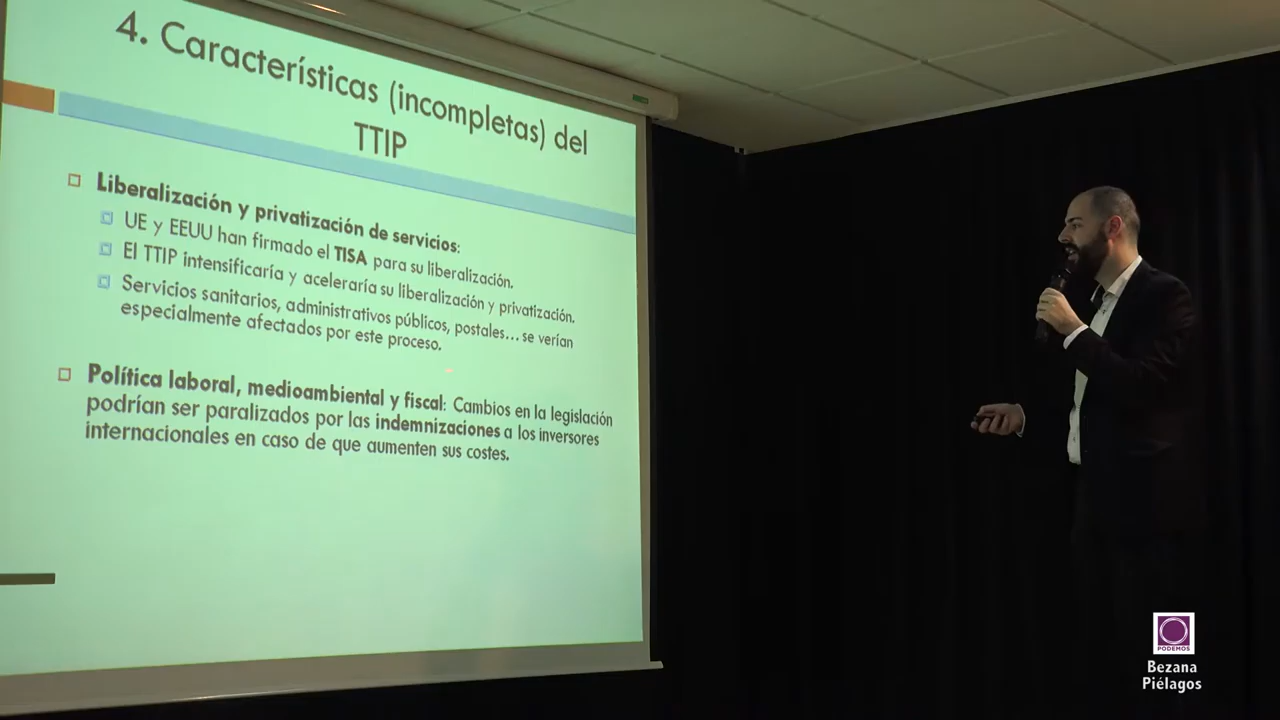 4. Características (incompletas) del
TTIP
Liberalización y privatización de servicios:
UE y EEUU han firmado el TISA para su liberalización.
El TTIP intensificaría y aceleraría su liberalización y privatización.
Servicios sanitarios, administrativos públicos, postales... se verían
especialmente afectados por este proceso.
Política laboral, medioambiental y fiscal: Cambios en la legislación
podrían ser paralizados por las indemnizaciones a los inversores
internacionales en caso de que aumenten sus costes.
PODEMOS
Bezana
Piélagos